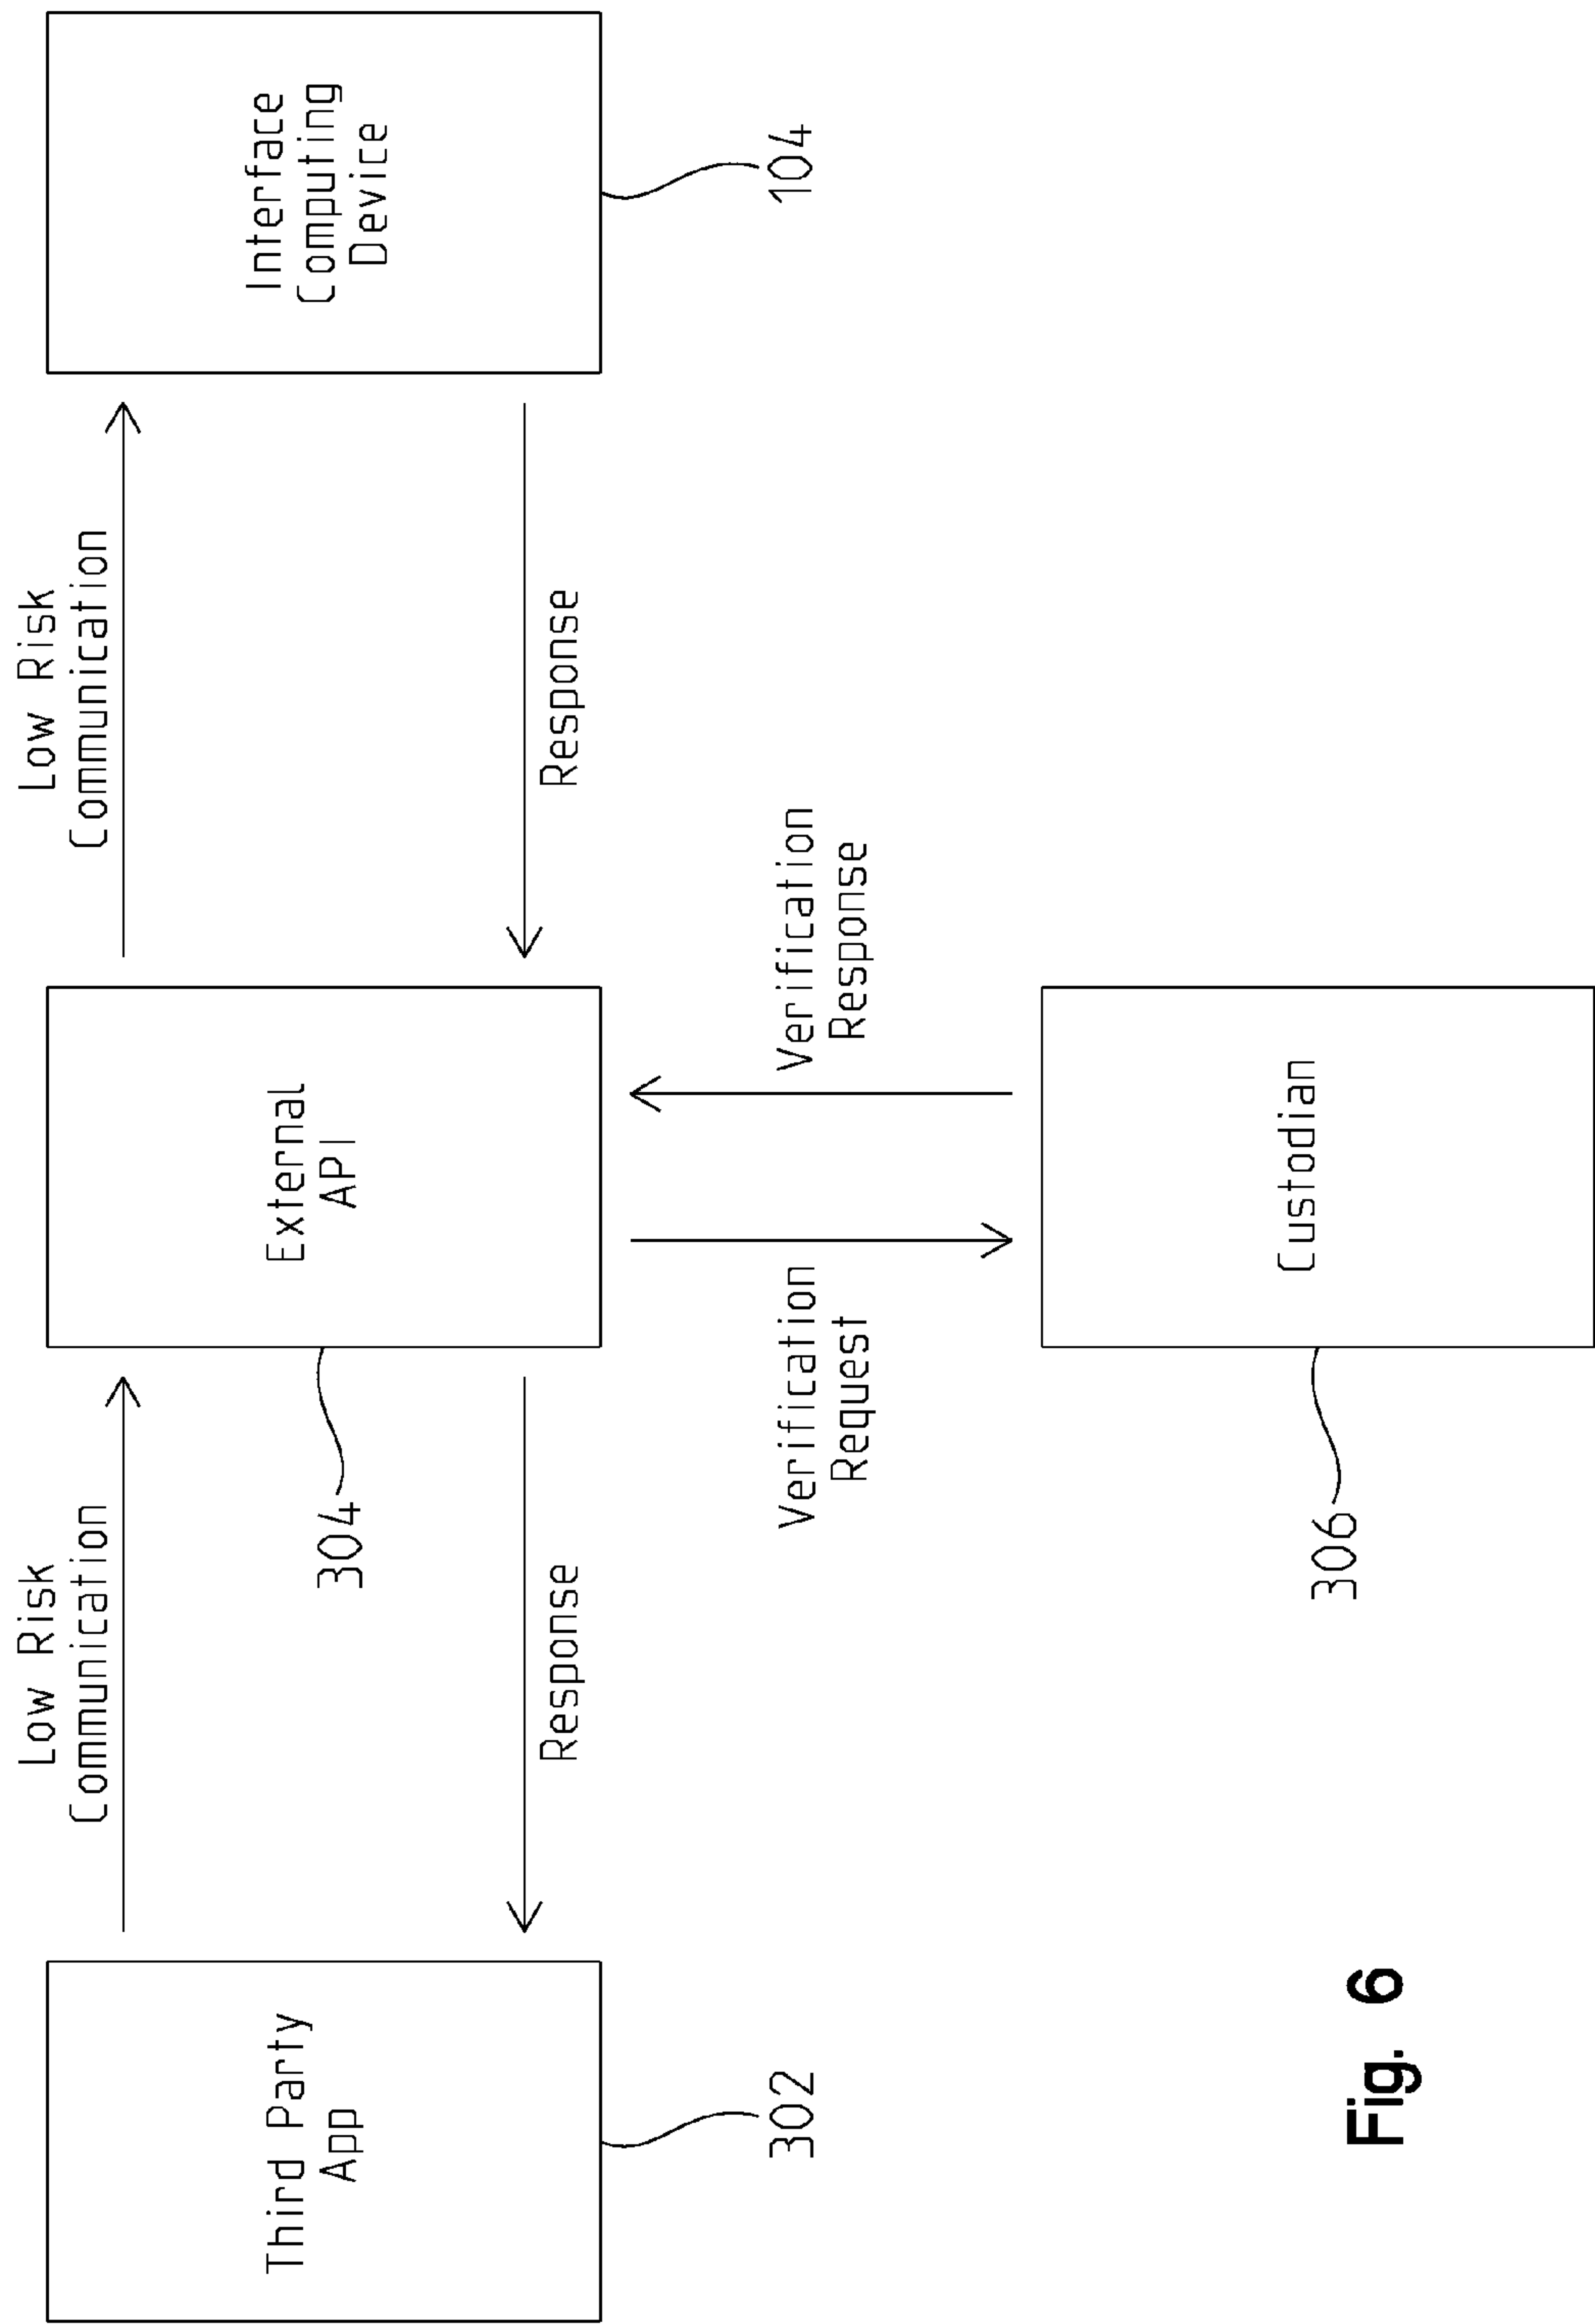 Low Risk
Communication
Low Risk
Communication
Third Party
App
External
API
Interface
Computing
Device
304
Response
Response
302
Verification
Request
Verification
Response
104
Custodian
306
Fig. 6